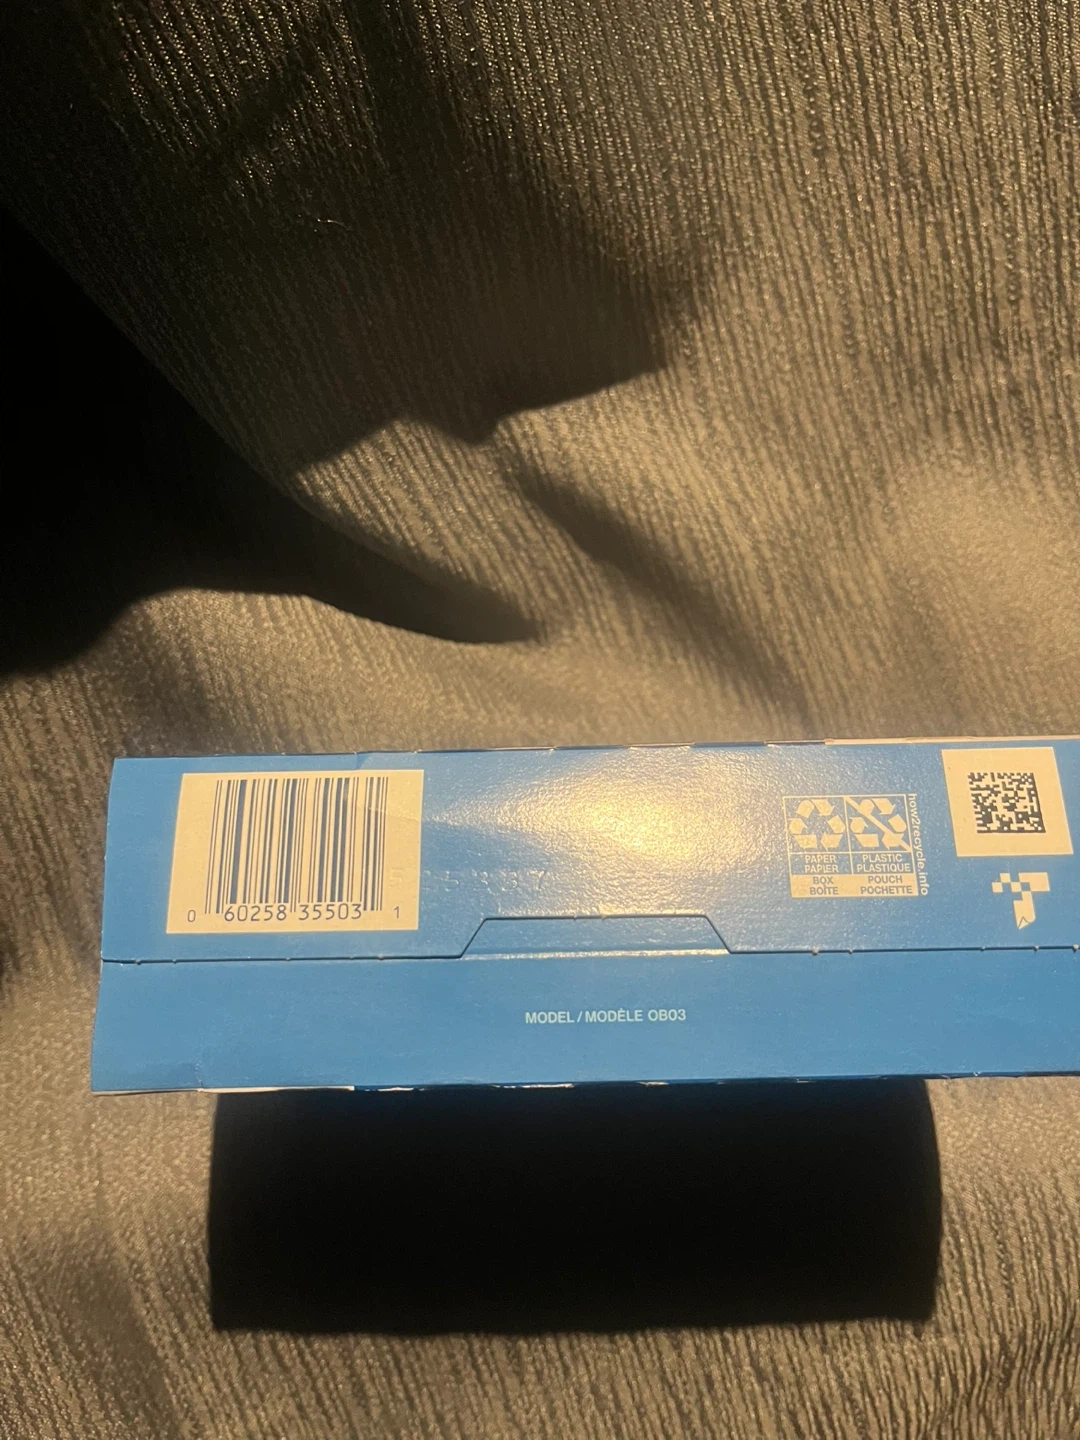 0 60258 35503 1
how2recycle.info
PAPER PLASTIC
PAPIER PLASTIQUE
BOX POUCH
BOÎTE POCHETTE
MODEL / MODÈLE OB03